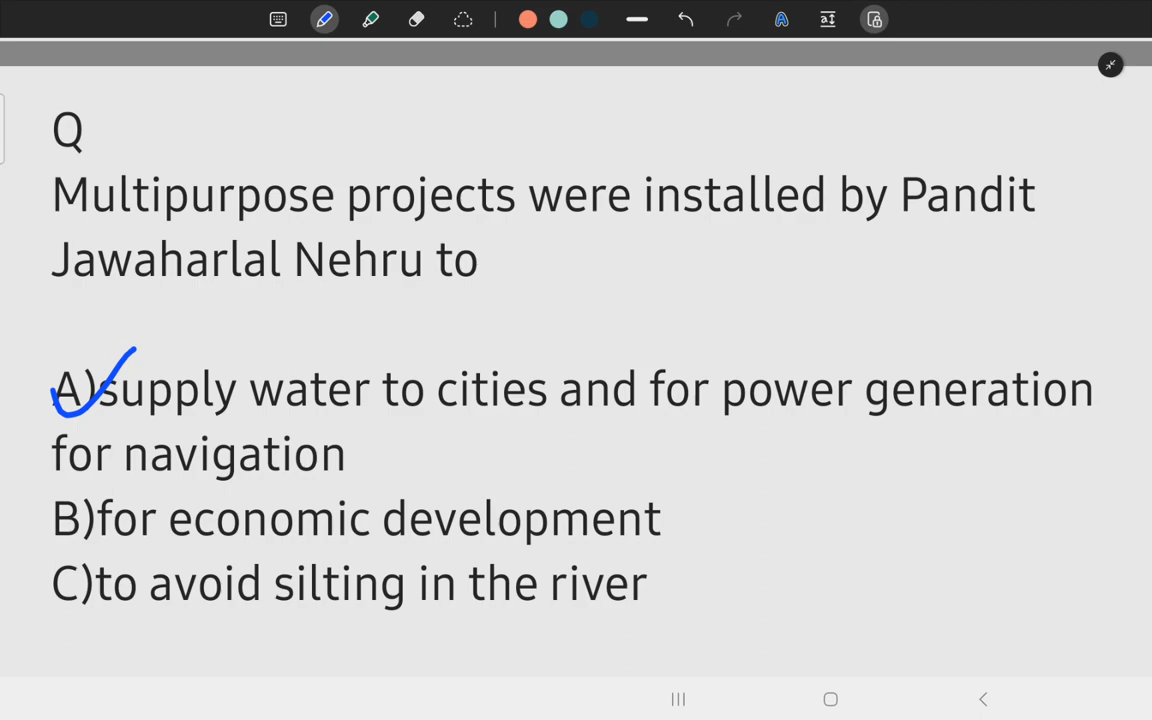 Q
Multipurpose projects were installed by Pandit
Jawaharlal Nehru to
A)supply water to cities and for power generation
for navigation
B)for economic development
C)to avoid silting in the river